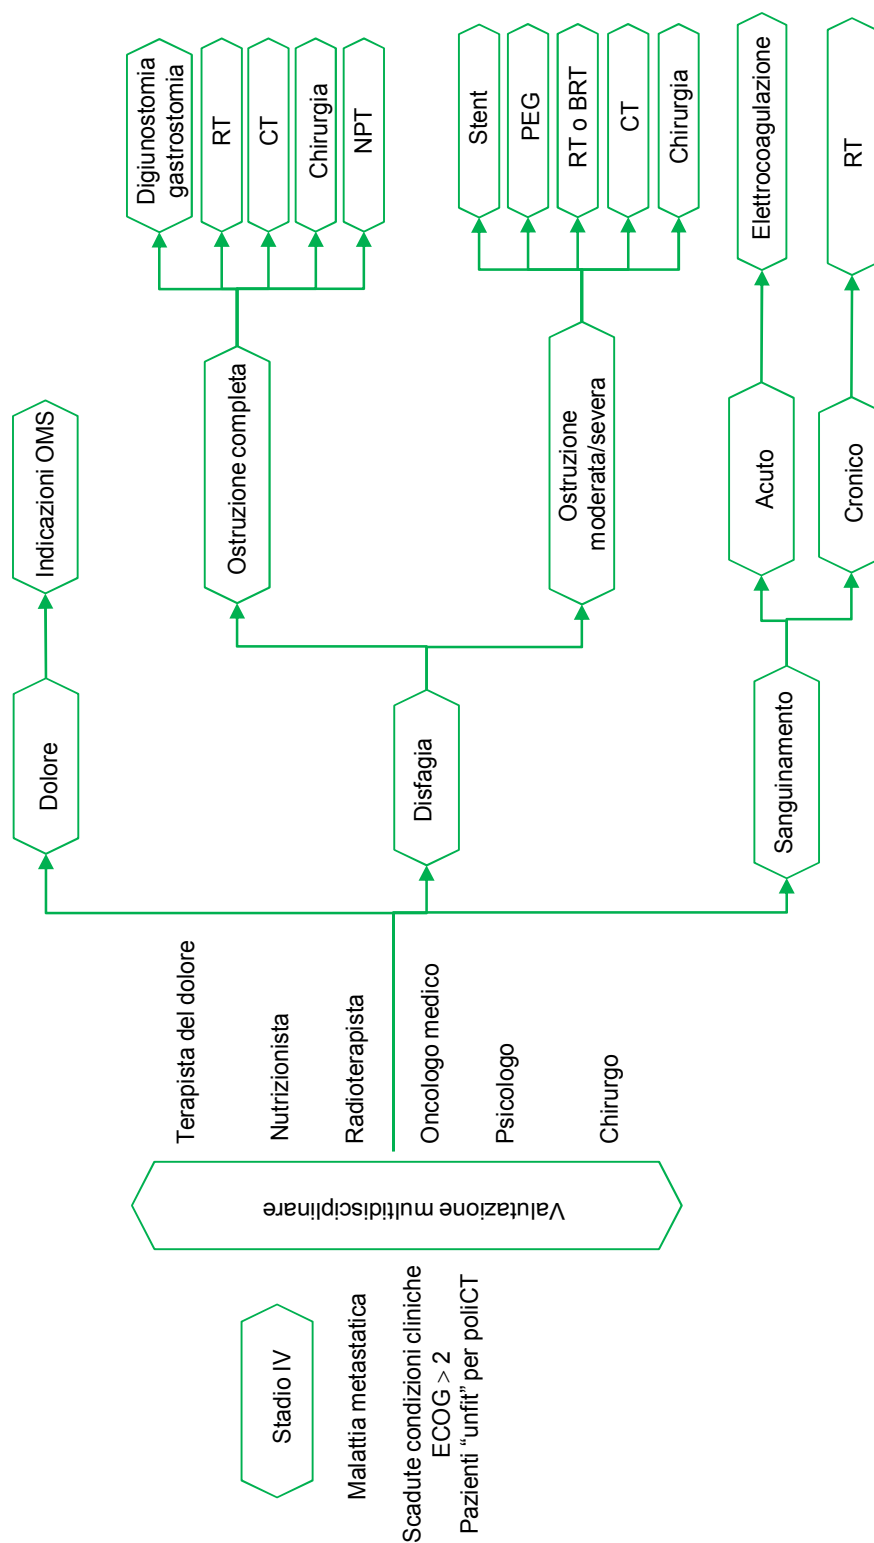 Stadio IV
Malattia metastatica
Scadute condizioni cliniche
ECOG > 2
Pazienti “unfit” per poliCT
Valutazione multidisciplinare
Terapista del dolore
Nutrizionista
Radioterapista
Oncologo medico
Psicologo
Chirurgo
Dolore
Indicazioni OMS
Disfagia
Ostruzione completa
Digiunostomia
gastrostomia
RT
CT
Chirurgia
NPT
Ostruzione
moderata/severa
Stent
PEG
RT o BRT
CT
Chirurgia
Sanguinamento
Acuto
Elettrocoagulazione
Cronico
RT